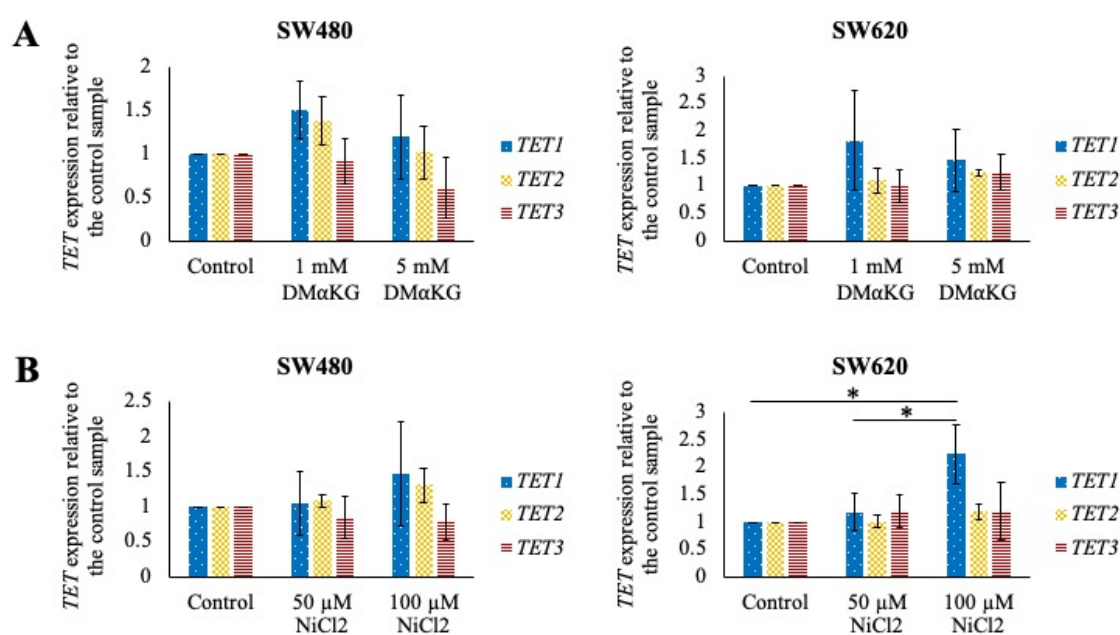 A
SW480
TET expression relative to
the control sample
2
1.5
1
0.5
0
Control
1 mM
DMαKG
5 mM
DMαKG
TET1
TET2
TET3
SW620
TET expression relative to
the control sample
3
2.5
2
1.5
1
0.5
0
Control
1 mM
DMαKG
5 mM
DMαKG
TET1
TET2
TET3
B
SW480
TET expression relative to
the control sample
2.5
2
1.5
1
0.5
0
Control
50 µM
NiCl2
100 µM
NiCl2
TET1
TET2
TET3
SW620
TET expression relative to
the control sample
3
2.5
2
1.5
1
0.5
0
*
*
Control
50 µM
NiCl2
100 µM
NiCl2
TET1
TET2
TET3